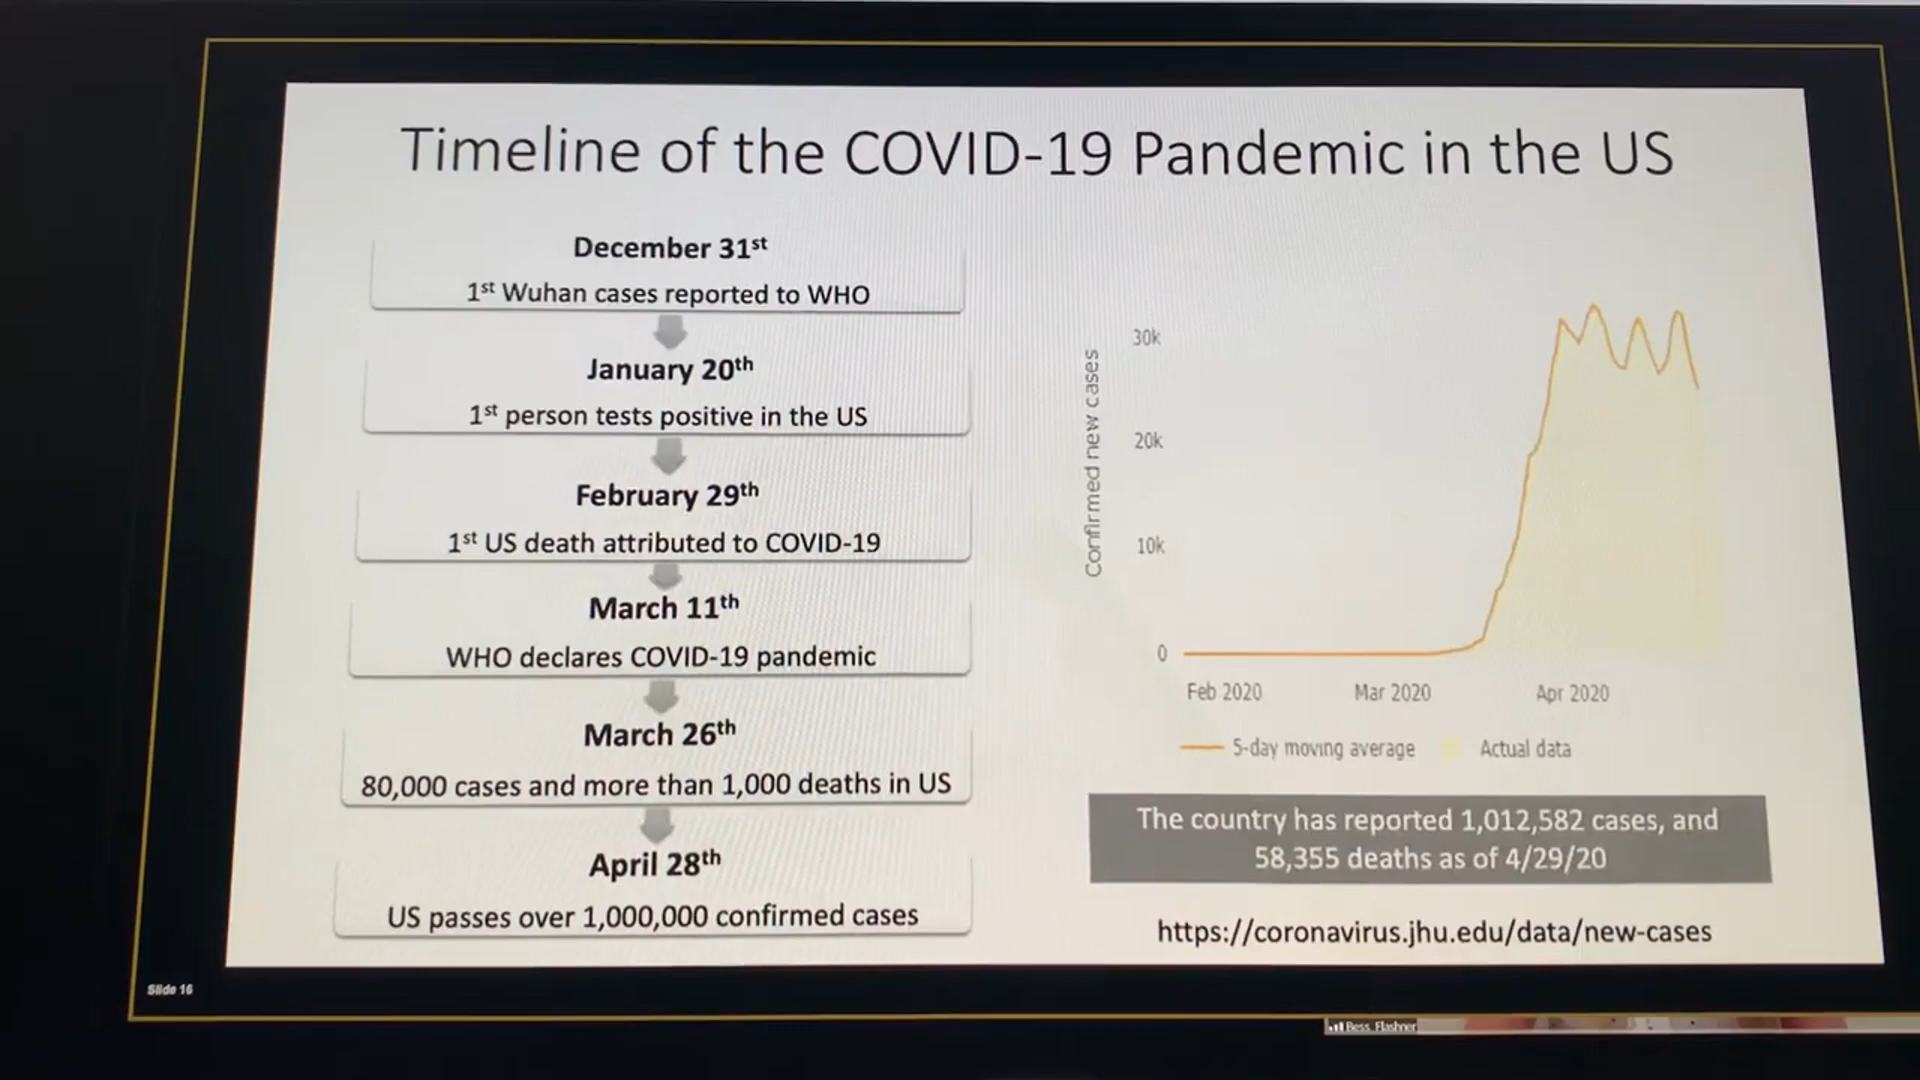 Timeline of the COVID-19 Pandemic in the US
December 31st
1st Wuhan cases reported to WHO
January 20th
1st person tests positive in the US
February 29th
1st US death attributed to COVID-19
March 11th
WHO declares COVID-19 pandemic
March 26th
80,000 cases and more than 1,000 deaths in US
April 28th
US passes over 1,000,000 confirmed cases
Confirmed new cases
30k
20k
10k
0
Feb 2020 Mar 2020 Apr 2020
5-day moving average Actual data
The country has reported 1,012,582 cases, and
58,355 deaths as of 4/29/20
https://coronavirus.jhu.edu/data/new-cases
Slide 16
Bess Flashner